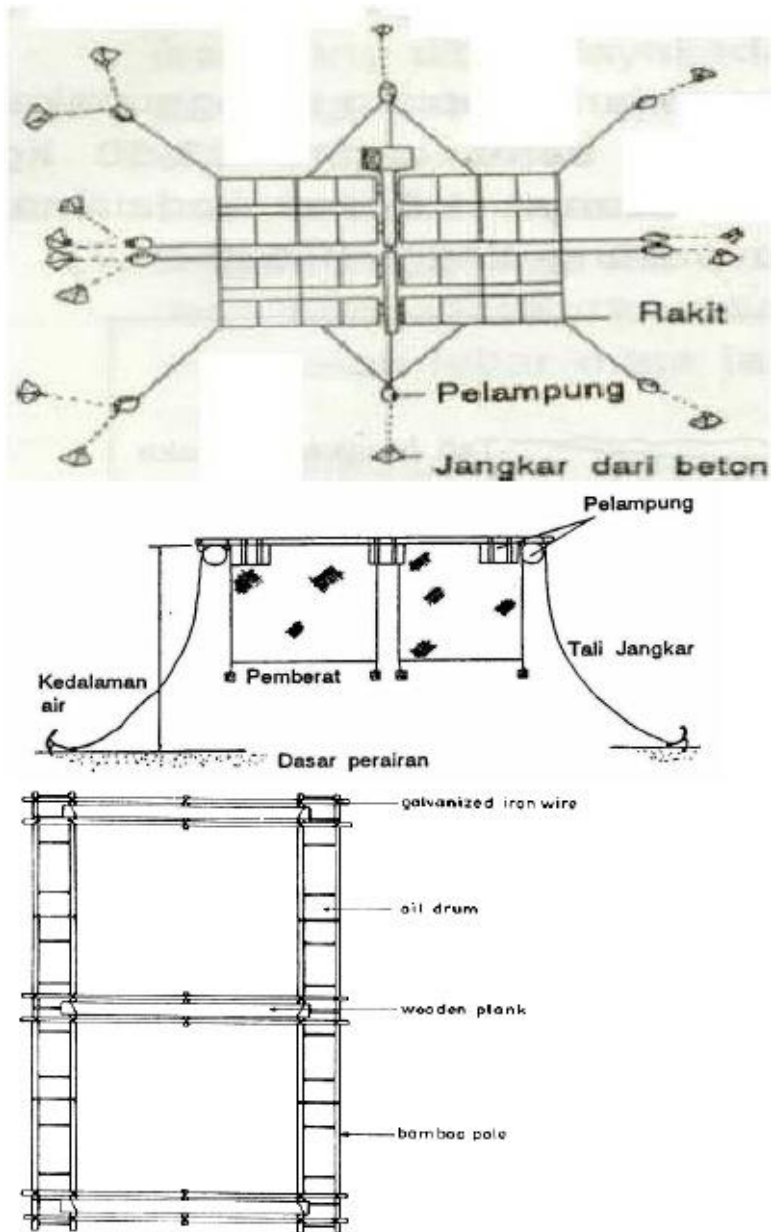 Rakit
Pelampung
Jangkar dari beton
Pelampung
Tali Jangkar
Kedalaman
air
Pemberat
Dasar perairan
galvanized iron wire
oil drum
wooden plank
bamboo pole